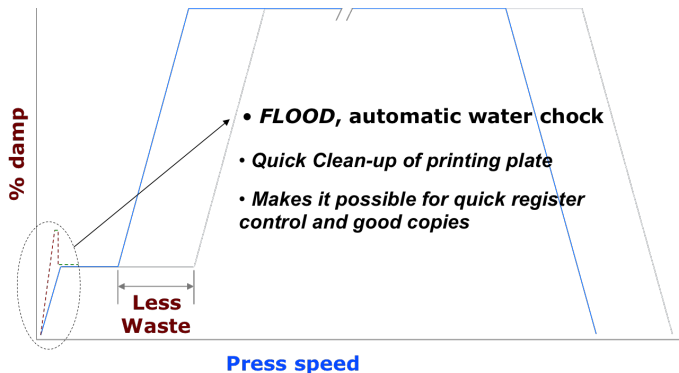 • FLOOD, automatic water chock
% damp
• Quick Clean-up of printing plate
• Makes it possible for quick register
control and good copies
Less
Waste
Press speed